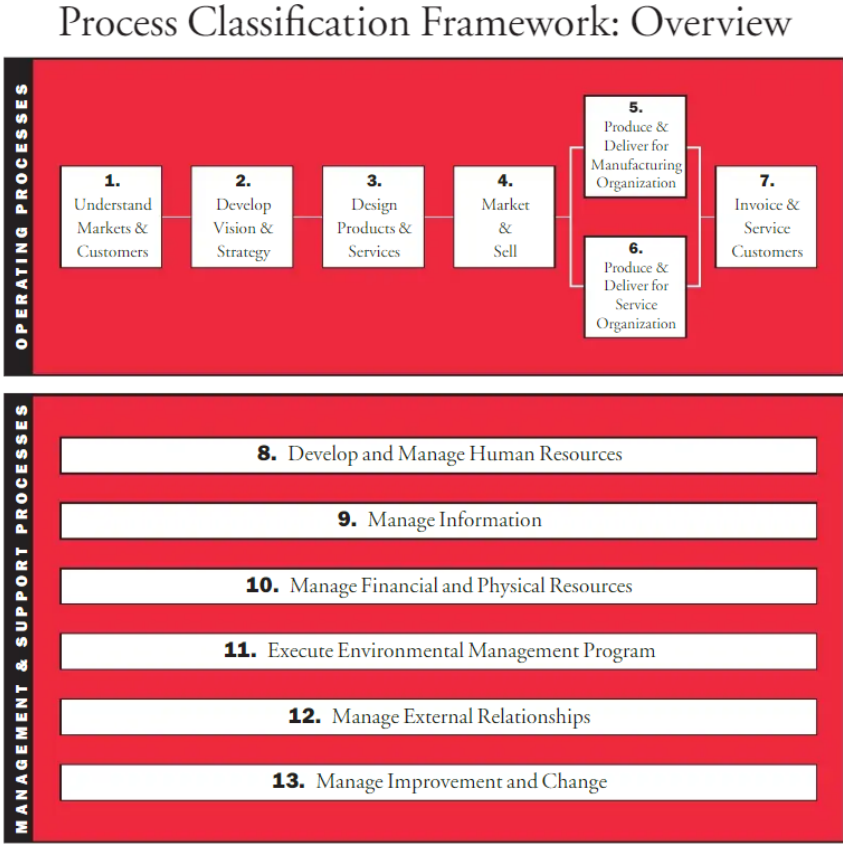 Process Classification Framework: Overview
OPERATING PROCESSES
1.
Understand
Markets &
Customers
2.
Develop
Vision &
Strategy
3.
Design
Products &
Services
4.
Market
&
Sell
5.
Produce &
Deliver for
Manufacturing
Organization
6.
Produce &
Deliver for
Service
Organization
7.
Invoice &
Service
Customers
MANAGEMENT & SUPPORT PROCESSES
8. Develop and Manage Human Resources
9. Manage Information
10. Manage Financial and Physical Resources
11. Execute Environmental Management Program
12. Manage External Relationships
13. Manage Improvement and Change